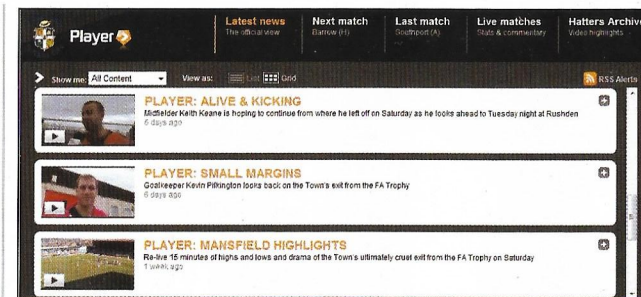 Player
Latest news
The official view
Next match
Barrow (H)
Last match
Southport (A)
Live matches
Stats & commentary
Hatters Archive
Video highlights
Show me: All Content
View as: List Grid
RSS Alerts
PLAYER: ALIVE & KICKING
Midfielder Keith Keane is hoping to continue from where he left off on Saturday as he looks ahead to Tuesday night at Rushden
6 days ago
PLAYER: SMALL MARGINS
Goalkeeper Kevin Pilkington looks back on the Town's exit from the FA Trophy
6 days ago
PLAYER: MANSFIELD HIGHLIGHTS
Re-live 15 minutes of highs and lows and drama of the Town's ultimately cruel exit from the FA Trophy on Saturday
1 week ago